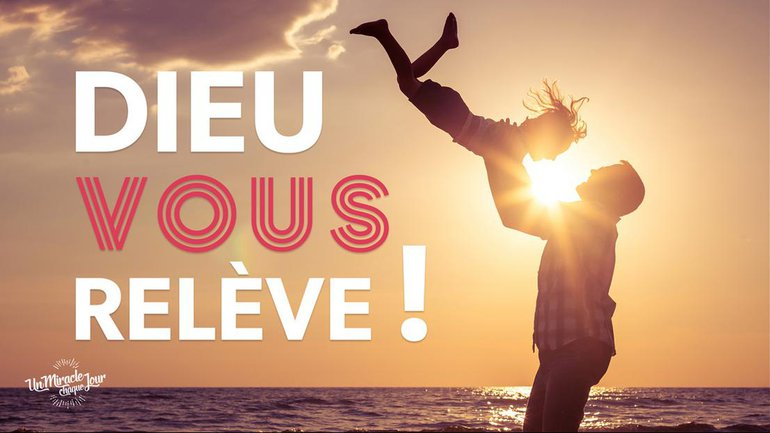 DIEU
VOUS
RELÈVE !
Un Miracle
chaque Jour